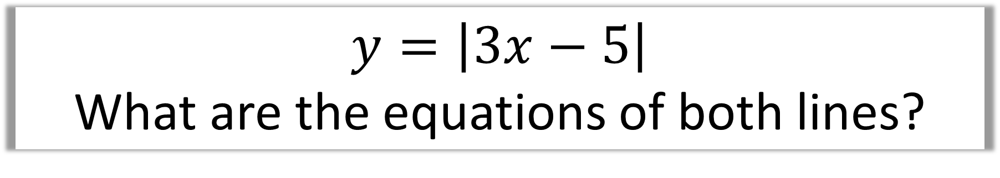 y = |3x − 5|
What are the equations of both lines?